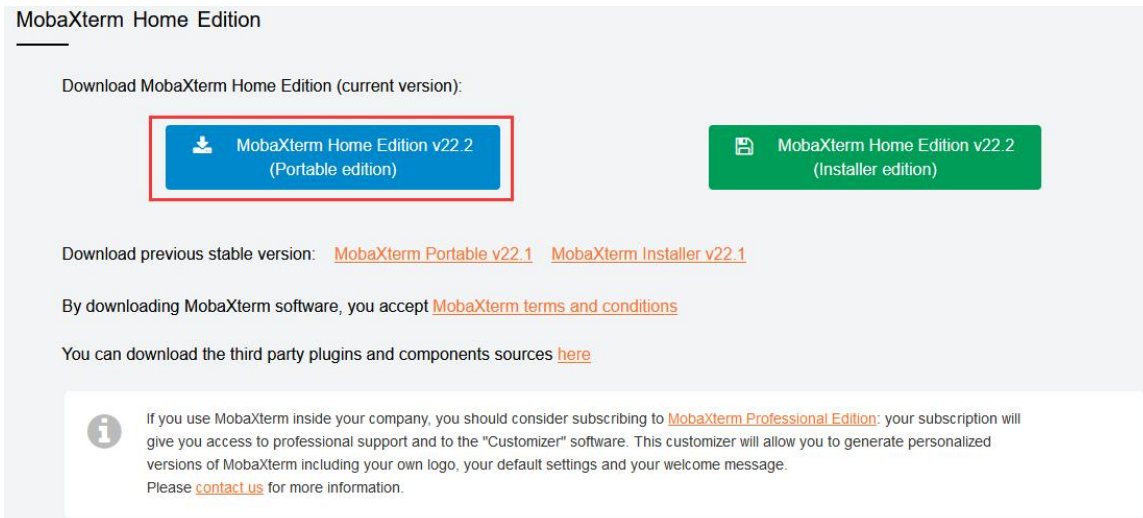 MobaXterm Home Edition
Download MobaXterm Home Edition (current version):
MobaXterm Home Edition v22.2
(Portable edition)
MobaXterm Home Edition v22.2
(Installer edition)
Download previous stable version: MobaXterm Portable v22.1 MobaXterm Installer v22.1
By downloading MobaXterm software, you accept MobaXterm terms and conditions
You can download the third party plugins and components sources here
If you use MobaXterm inside your company, you should consider subscribing to MobaXterm Professional Edition: your subscription will
give you access to professional support and to the "Customizer" software. This customizer will allow you to generate personalized
versions of MobaXterm including your own logo, your default settings and your welcome message.
Please contact us for more information.